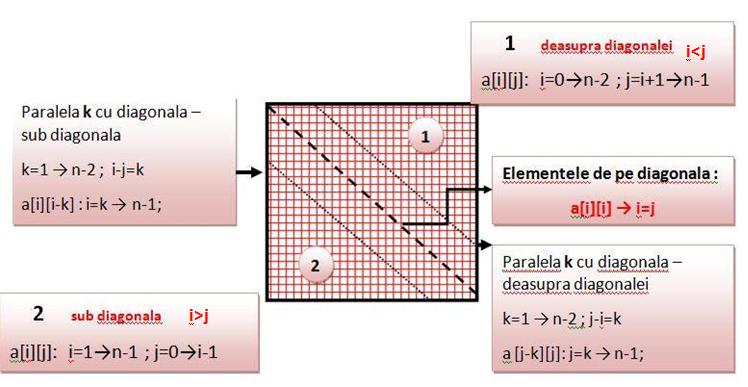 1 deasupra diagonalei i<j
a[i][j]: i=0→n-2 ; j=i+1→n-1
Paralela k cu diagonala –
sub diagonala
k=1 → n-2 ; i-j=k
a[i][i-k] : i=k → n-1;
1
Elementele de pe diagonala :
a[i][i] → i=j
2
Paralela k cu diagonala –
deasupra diagonalei
k=1 → n-2 ; j-i=k
a [j-k][j]: j=k → n-1;
2 sub diagonala i>j
a[i][j]: i=1→n-1 ; j=0→i-1